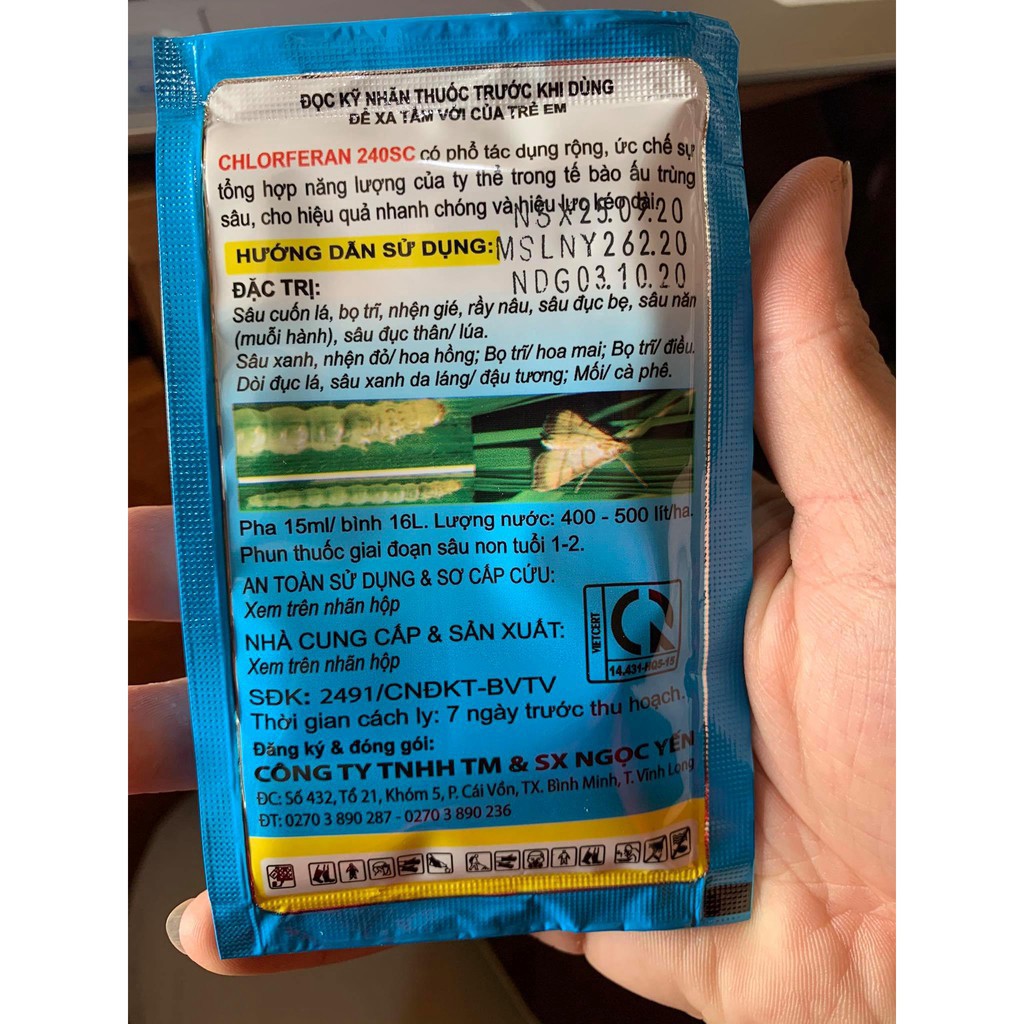 ĐỌC KỸ NHÃN THUỐC TRƯỚC KHI DÙNG
ĐỂ XA TẦM VỚI CỦA TRẺ EM
CHLORFERAN 240SC có phổ tác dụng rộng, ức chế sự
tổng hợp năng lượng của ty thể trong tế bào ấu trùng
sâu, cho hiệu quả nhanh chóng và hiệu lực kéo dài.
NSX25.09.20
HƯỚNG DẪN SỬ DỤNG:
MSLNY262.20
NDG03.10.20
ĐẶC TRỊ:
Sâu cuốn lá, bọ trĩ, nhện gié, rầy nâu, sâu đục bẹ, sâu năn
(muỗi hành), sâu đục thân/ lúa.
Sâu xanh, nhện đỏ/ hoa hồng; Bọ trĩ/ hoa mai; Bọ trĩ/ điều.
Dòi đục lá, sâu xanh da láng/ đậu tương; Mối/ cà phê.
Pha 15ml/ bình 16L. Lượng nước: 400 - 500 lít/ha.
Phun thuốc giai đoạn sâu non tuổi 1-2.
AN TOÀN SỬ DỤNG & SƠ CẤP CỨU:
Xem trên nhãn hộp
NHÀ CUNG CẤP & SẢN XUẤT:
Xem trên nhãn hộp
VIETCERT
14.431-HQS-15
SĐK: 2491/CNĐKT-BVTV
Thời gian cách ly: 7 ngày trước thu hoạch.
Đăng ký & đóng gói:
CÔNG TY TNHH TM & SX NGỌC YẾN
ĐC: Số 432, Tổ 21, Khóm 5, P. Cái Vồn, TX. Bình Minh, T. Vĩnh Long
ĐT: 0270 3 890 287 - 0270 3 890 236